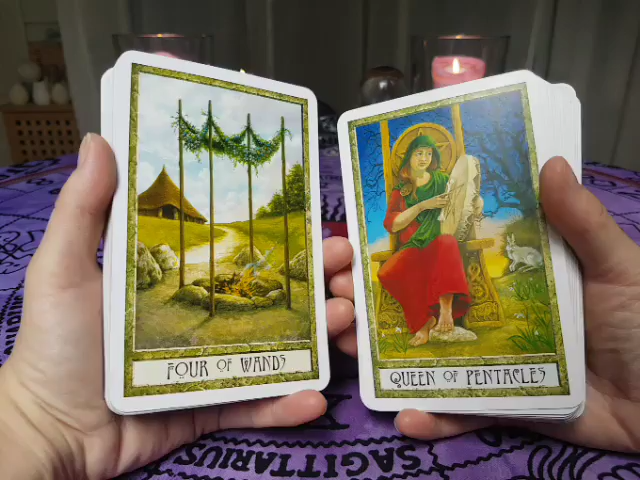 FOUR OF WANDS
QUEEN OF PENTACLES
SAGITTARIUS